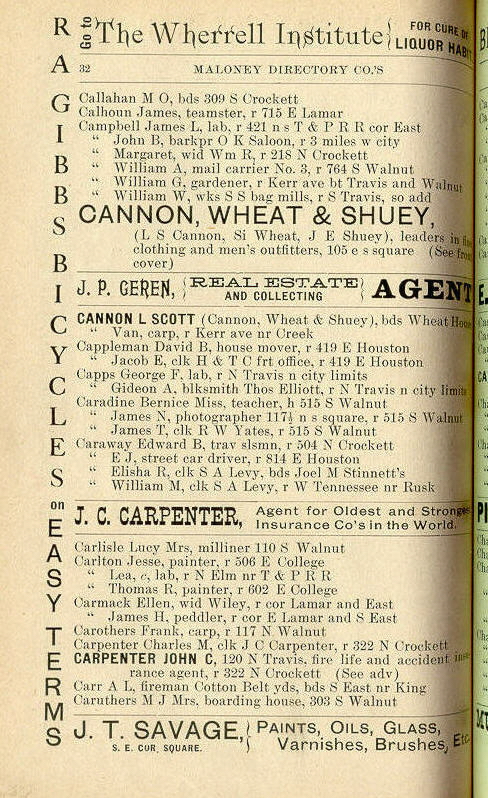 Go to The Wherrell Institute FOR CURE OF
LIQUOR HABIT
32 MALONEY DIRECTORY CO.'S
Callahan M O, bds 309 S Crockett
Calhoun James, teamster, r 715 E Lamar
Campbell James L, lab, r 421 n s T & P R R cor East
“ John B, barkpr O K Saloon, r 3 miles w city
“ Margaret, wid Wm R, r 218 N Crockett
“ William A, mail carrier No. 3, r 764 S Walnut
“ William G, gardener, r Kerr ave bt Travis and Walnut
“ William W, wks S S bag mills, r S Travis, so add
CANNON, WHEAT & SHUEY,
(L S Cannon, Si Wheat, J E Shuey), leaders in fine
clothing and men's outfitters, 105 e s square (See front
cover)
J. P. GEREN, REAL ESTATE AND COLLECTING AGENT
CANNON L SCOTT (Cannon, Wheat & Shuey), bds Wheat House
“ Van, carp, r Kerr ave nr Creek
Cappleman David B, house mover, r 419 E Houston
“ Jacob E, clk H & T C frt office, r 419 E Houston
Capps George F, lab, r N Travis n city limits
“ Gideon A, blksmith Thos Elliott, r N Travis n city limits
Caradine Bernice Miss, teacher, h 515 S Walnut
“ James N, photographer 117½ n s square, r 515 S Walnut
“ James T, clk R W Yates, r 515 S Walnut
Caraway Edward B, trav slsmn, r 504 N Crockett
“ E J, street car driver, r 814 E Houston
“ Elisha R, clk S A Levy, bds Joel M Stinnett's
“ William M, clk S A Levy, r W Tennessee nr Rusk
J. C. CARPENTER, Agent for Oldest and Strongest
Insurance Co's in the World.
Carlisle Lucy Mrs, milliner 110 S Walnut
Carlton Jesse, painter, r 506 E College
“ Lea, c, lab, r N Elm nr T & P R R
“ Thomas R, painter, r 602 E College
Carmack Ellen, wid Wiley, r cor Lamar and East
“ James H, peddler, r cor E Lamar and S East
Carothers Frank, carp, r 117 N Walnut
Carpenter Charles M, clk J C Carpenter, r 322 N Crockett
CARPENTER JOHN C, 120 N Travis, fire life and accident insu-
rance agent, r 322 N Crockett (See adv)
Carr A L, fireman Cotton Belt yds, bds S East nr King
Caruthers M J Mrs, boarding house, 303 S Walnut
J. T. SAVAGE, PAINTS, OILS, GLASS,
S. E. COR. SQUARE. Varnishes, Brushes, Etc.
RAGIBBS BICYCLES on EASY TERMS